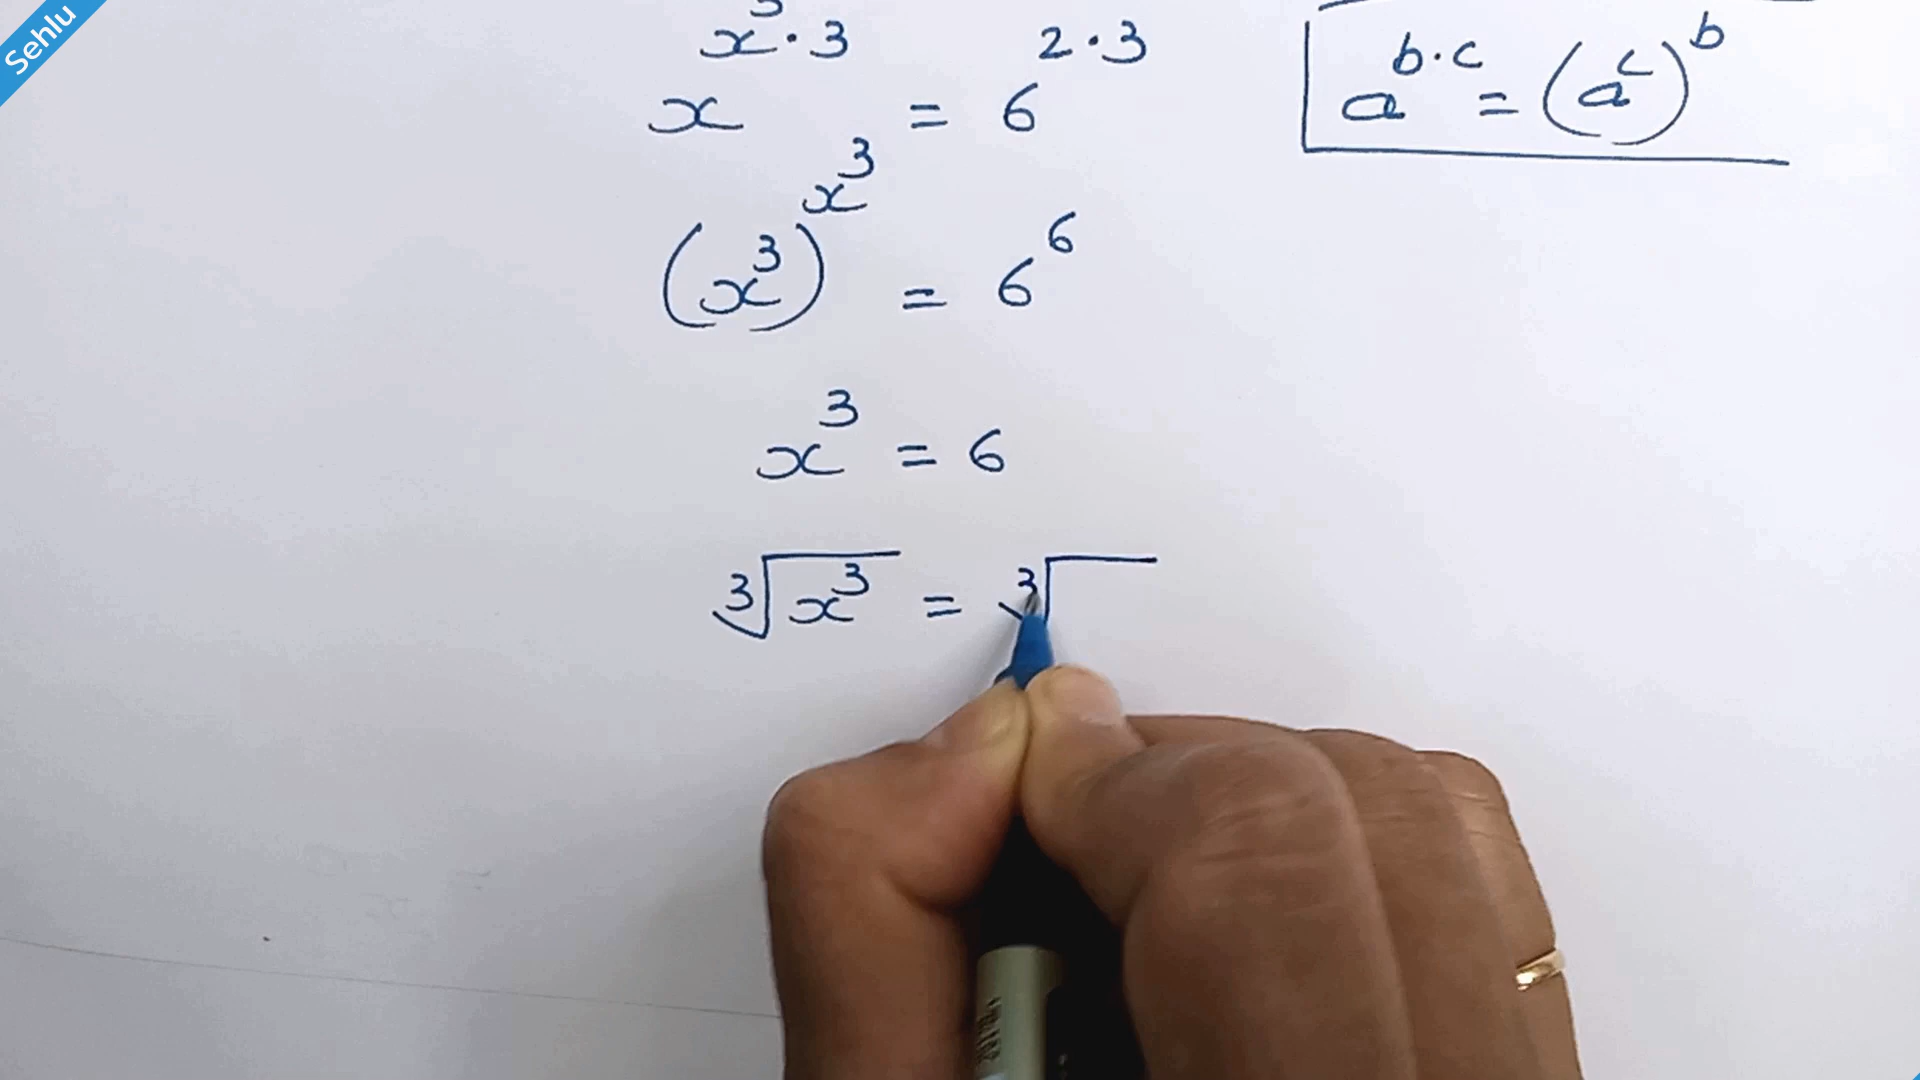 Sehlu
x^(x^3·3) = 6^(2·3)
a^(b·c) = (a^c)^b
(x^3)^(x^3) = 6^6
x^3 = 6
∛(x^3) = ∛